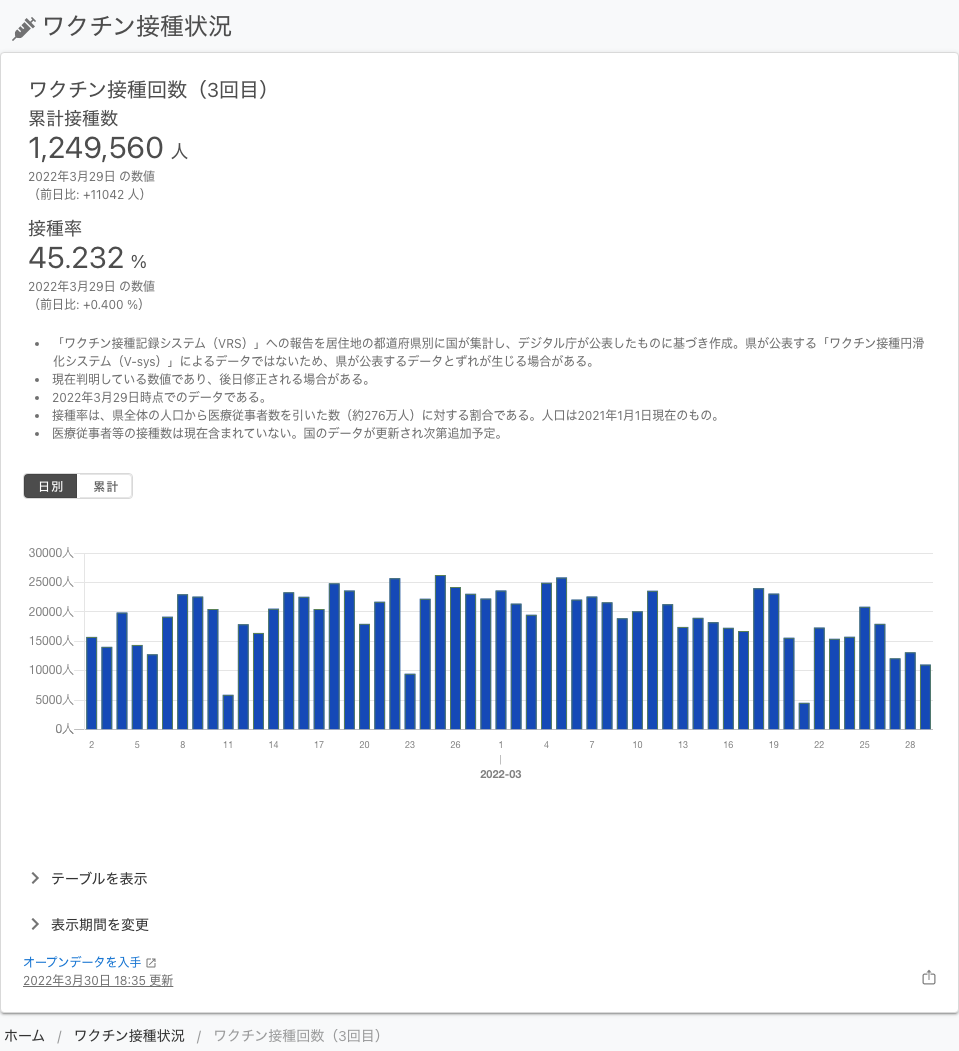 ワクチン接種状況
ワクチン接種回数（3回目）
累計接種数
1,249,560 人
2022年3月29日 の数値
（前日比: +11042 人）
接種率
45.232 %
2022年3月29日 の数値
（前日比: +0.400 %）
• 「ワクチン接種記録システム（VRS）」への報告を居住地の都道府県別に国が集計し、デジタル庁が公表したものに基づき作成。県が公表する「ワクチン接種円滑
化システム（V-sys）」によるデータではないため、県が公表するデータとずれが生じる場合がある。
• 現在判明している数値であり、後日修正される場合がある。
• 2022年3月29日時点でのデータである。
• 接種率は、県全体の人口から医療従事者数を引いた数（約276万人）に対する割合である。人口は2021年1月1日現在のもの。
• 医療従事者等の接種数は現在含まれていない。国のデータが更新され次第追加予定。
日別 累計
30000人
25000人
20000人
15000人
10000人
5000人
0人
2 5 8 11 14 17 20 23 26 1 4 7 10 13 16 19 22 25 28
2022-03
テーブルを表示
表示期間を変更
オープンデータを入手
2022年3月30日 18:35 更新
ホーム / ワクチン接種状況 / ワクチン接種回数（3回目）